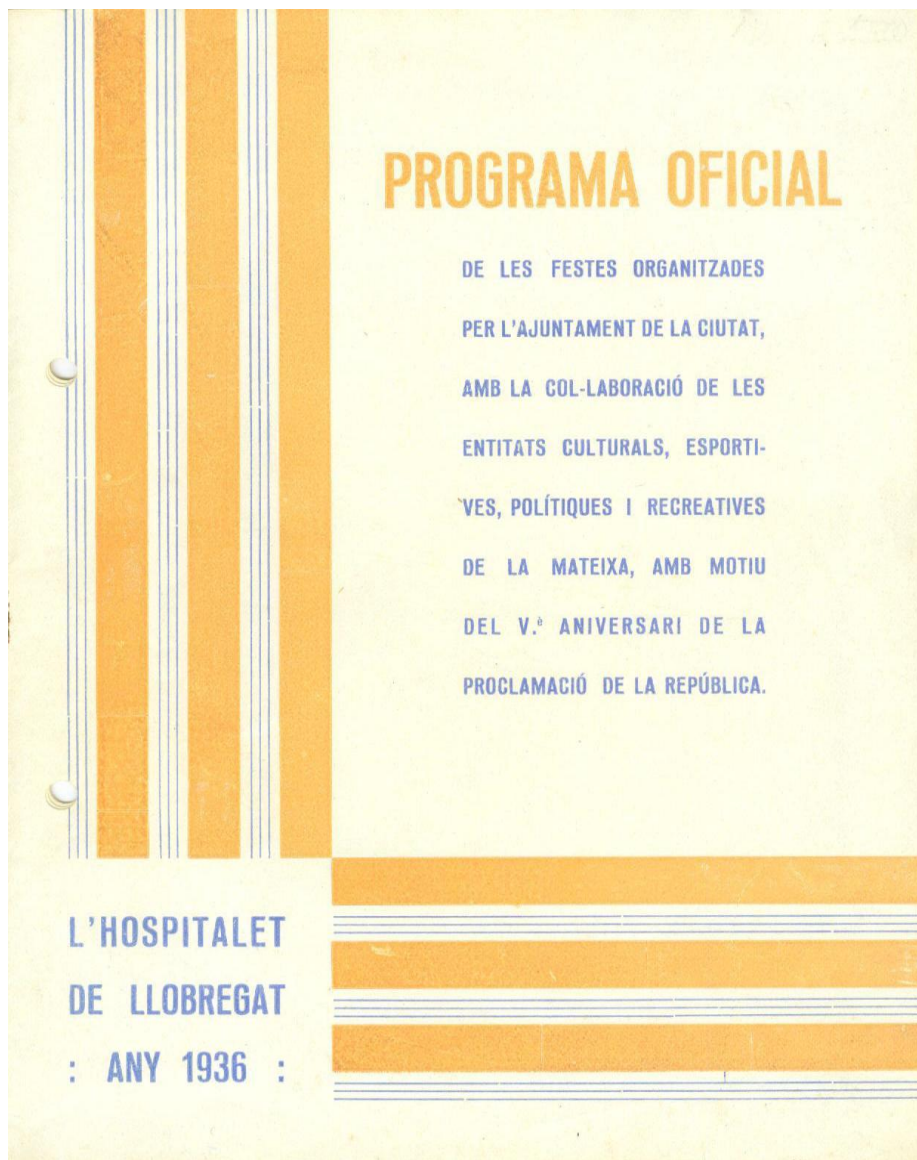 PROGRAMA OFICIAL
DE LES FESTES ORGANITZADES
PER L'AJUNTAMENT DE LA CIUTAT,
AMB LA COL-LABORACIÓ DE LES
ENTITATS CULTURALS, ESPORTI-
VES, POLÍTIQUES I RECREATIVES
DE LA MATEIXA, AMB MOTIU
DEL V.è ANIVERSARI DE LA
PROCLAMACIÓ DE LA REPÚBLICA.
L'HOSPITALET
DE LLOBREGAT
: ANY 1936 :